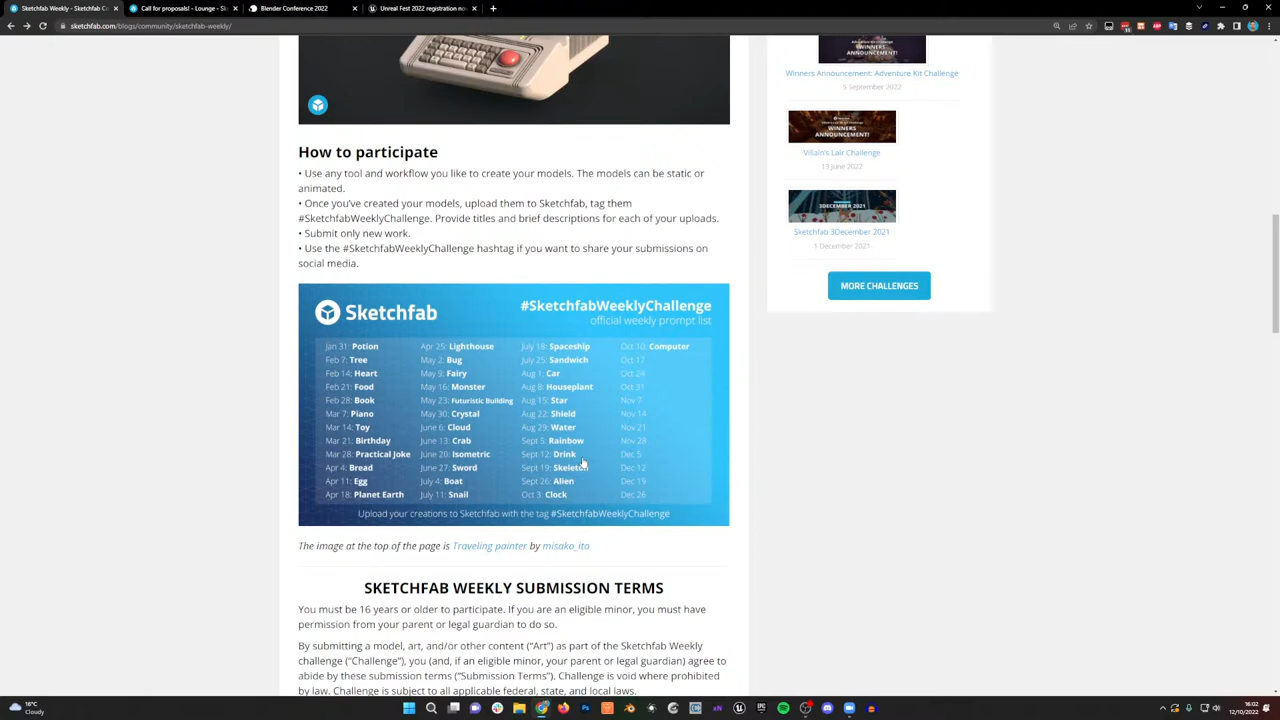 Sketchfab Weekly - Sketchfab C
Call for proposals! - Lounge - Sk
Blender Conference 2022
Unreal Fest 2022 registration no
sketchfab.com/blogs/community/sketchfab-weekly/
WINNERS
ANNOUNCEMENT!
Winners Announcement: Adventure Kit Challenge
5 September 2022
WINNERS
ANNOUNCEMENT!
Villain's Lair Challenge
13 June 2022
3DECEMBER 2021
Sketchfab 3December 2021
1 December 2021
MORE CHALLENGES
How to participate
• Use any tool and workflow you like to create your models. The models can be static or
animated.
• Once you've created your models, upload them to Sketchfab, tag them
#SketchfabWeeklyChallenge. Provide titles and brief descriptions for each of your uploads.
• Submit only new work.
• Use the #SketchfabWeeklyChallenge hashtag if you want to share your submissions on
social media.
Sketchfab
#SketchfabWeeklyChallenge
official weekly prompt list
Jan 31: Potion Apr 25: Lighthouse July 18: Spaceship Oct 10: Computer
Feb 7: Tree May 2: Bug July 25: Sandwich Oct 17
Feb 14: Heart May 9: Fairy Aug 1: Car Oct 24
Feb 21: Food May 16: Monster Aug 8: Houseplant Oct 31
Feb 28: Book May 23: Futuristic Building Aug 15: Star Nov 7
Mar 7: Piano May 30: Crystal Aug 22: Shield Nov 14
Mar 14: Toy June 6: Cloud Aug 29: Water Nov 21
Mar 21: Birthday June 13: Crab Sept 5: Rainbow Nov 28
Mar 28: Practical Joke June 20: Isometric Sept 12: Drink Dec 5
Apr 4: Bread June 27: Sword Sept 19: Skeleton Dec 12
Apr 11: Egg July 4: Boat Sept 26: Alien Dec 19
Apr 18: Planet Earth July 11: Snail Oct 3: Clock Dec 26
Upload your creations to Sketchfab with the tag #SketchfabWeeklyChallenge
The image at the top of the page is Traveling painter by misako_ito
SKETCHFAB WEEKLY SUBMISSION TERMS
You must be 16 years or older to participate. If you are an eligible minor, you must have
permission from your parent or legal guardian to do so.
By submitting a model, art, and/or other content ("Art") as part of the Sketchfab Weekly
challenge ("Challenge"), you (and, if an eligible minor, your parent or legal guardian) agree to
abide by these submission terms ("Submission Terms"). Challenge is void where prohibited
by law. Challenge is subject to all applicable federal, state, and local laws.
16°C
Cloudy
16:02
12/10/2022